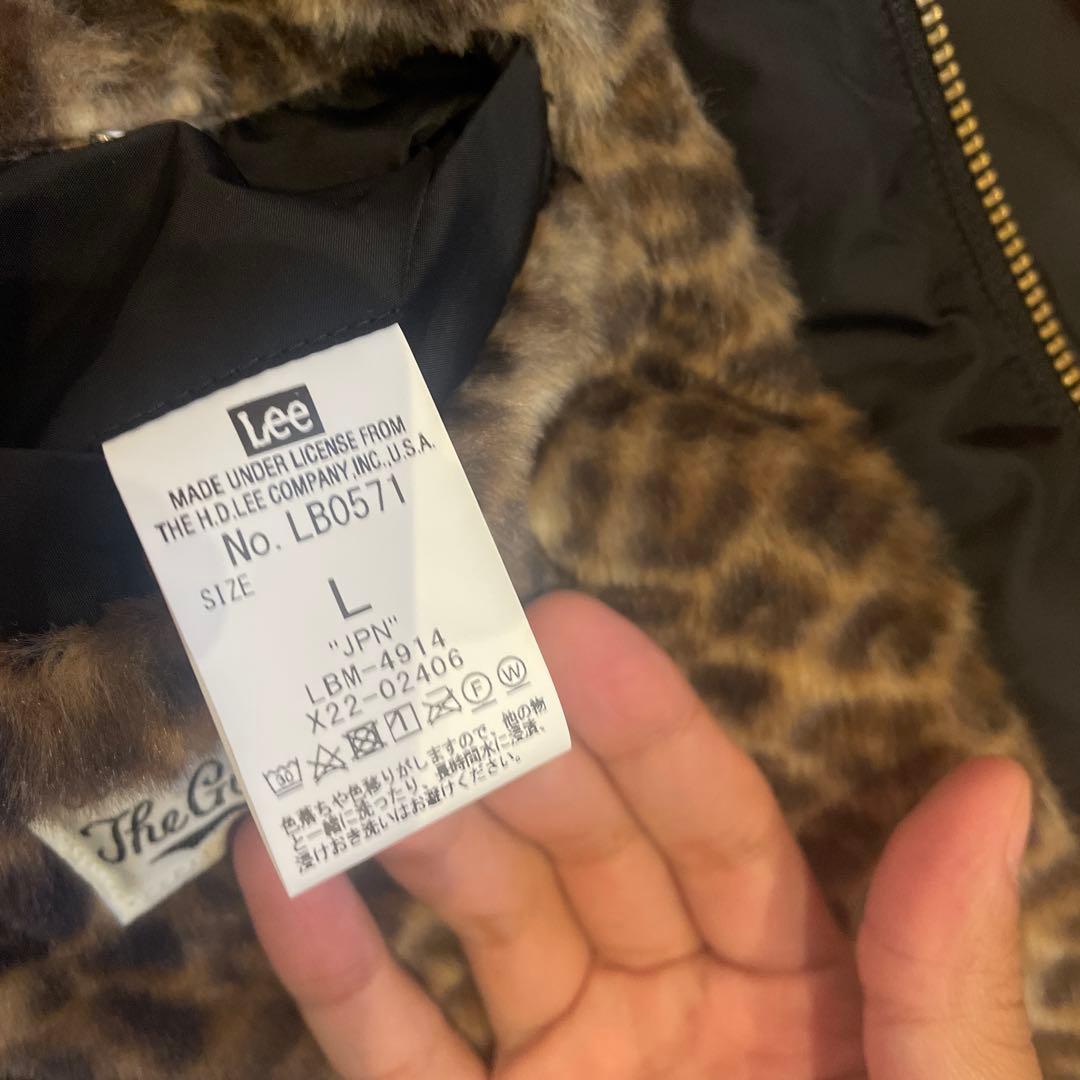 Lee
MADE UNDER LICENSE FROM
THE H.D.LEE COMPANY.INC.,U.S.A.
No. LB0571
SIZE
L
"JPN"
LBM-4914
X22-02406
30
F
W
色落ちや色移りがしますので、他の物
と一緒に洗ったり、長時間水に浸漬、
浸けおき洗いはお避けください。
The